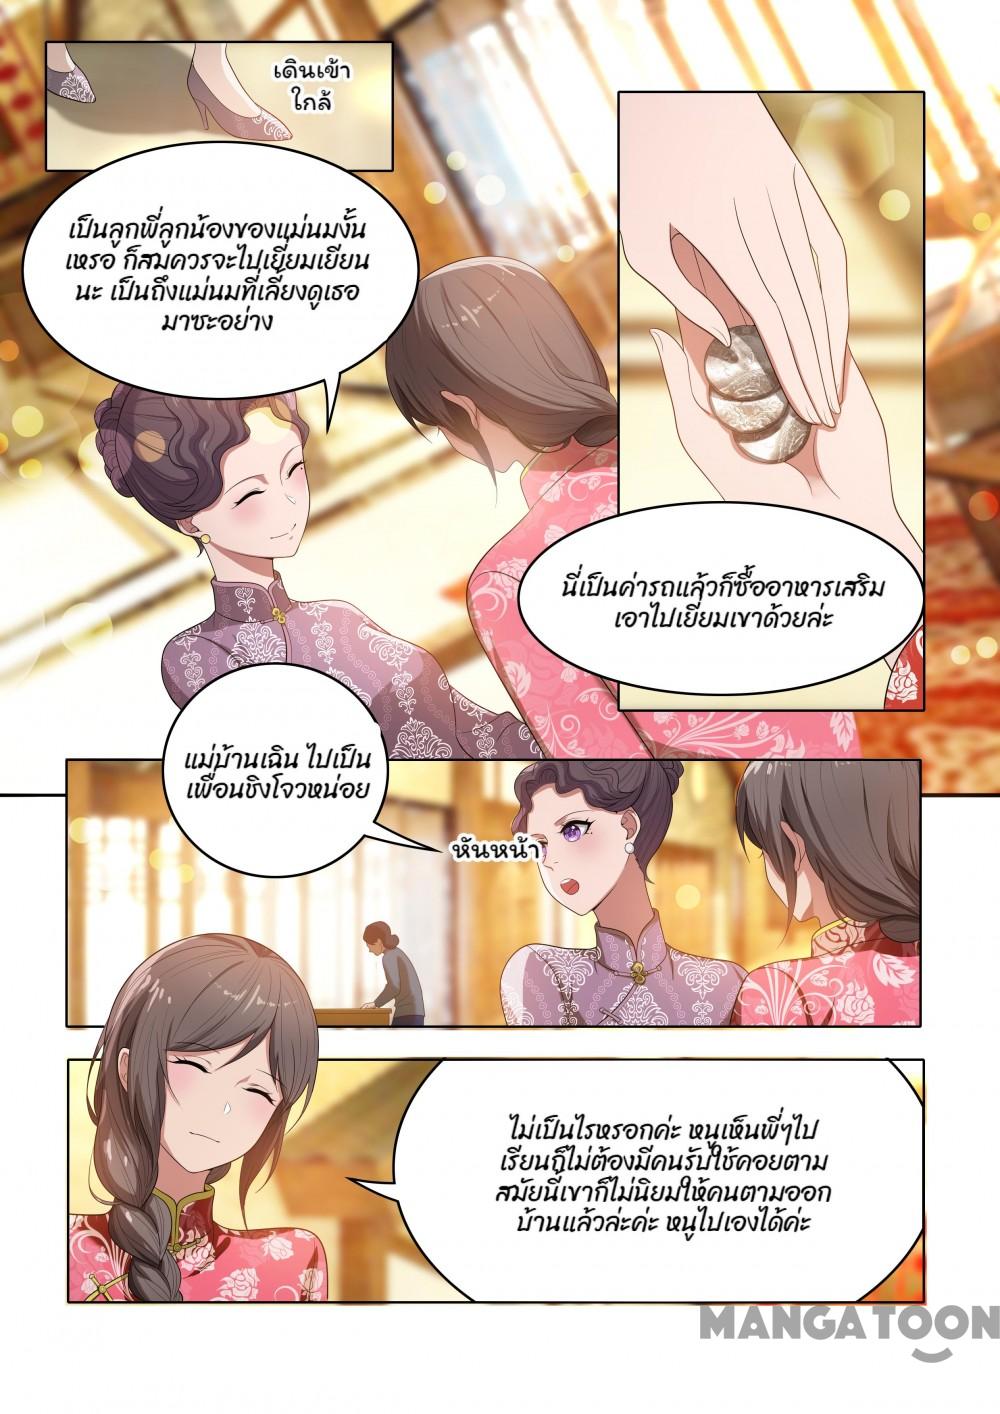 เดินเข้า
ใกล้
เป็นลูกพี่ลูกน้องของแม่นมงั้น
เหรอ ก็สมควรจะไปเยี่ยมเยียน
นะ เป็นถึงแม่นมที่เลี้ยงดูเธอ
มาซะอย่าง
นี่เป็นค่ารถแล้วก็ซื้ออาหารเสริม
เอาไปเยี่ยมเขาด้วยล่ะ
แม่บ้านเฉิน ไปเป็น
เพื่อนชิงโจวหน่อย
หันหน้า
ไม่เป็นไรหรอกค่ะ หนูเห็นพี่ๆไป
เรียนก็ไม่ต้องมีคนรับใช้คอยตาม
สมัยนี้เขาก็ไม่นิยมให้คนตามออก
บ้านแล้วล่ะค่ะ หนูไปเองได้ค่ะ
MANGATOON